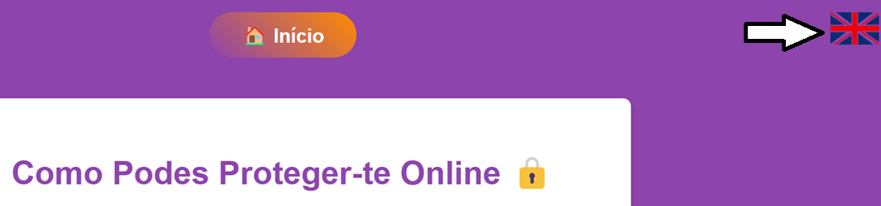 Início
Como Podes Proteger-te Online